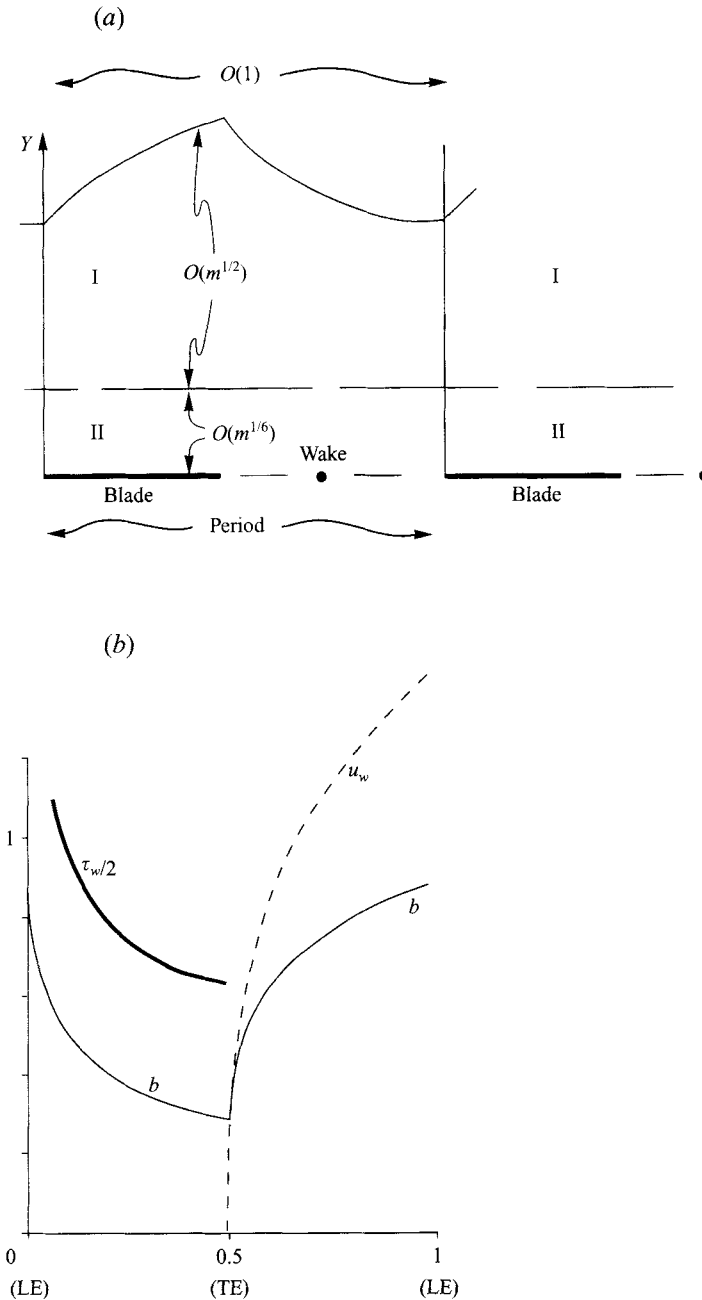 (a)
O(1)
Y
I
O(m^{1/2})
I
II
O(m^{1/6})
II
Wake
Blade
Blade
Period
(b)
u_w
1
τ_w/2
b
b
0
0.5
1
(LE)
(TE)
(LE)